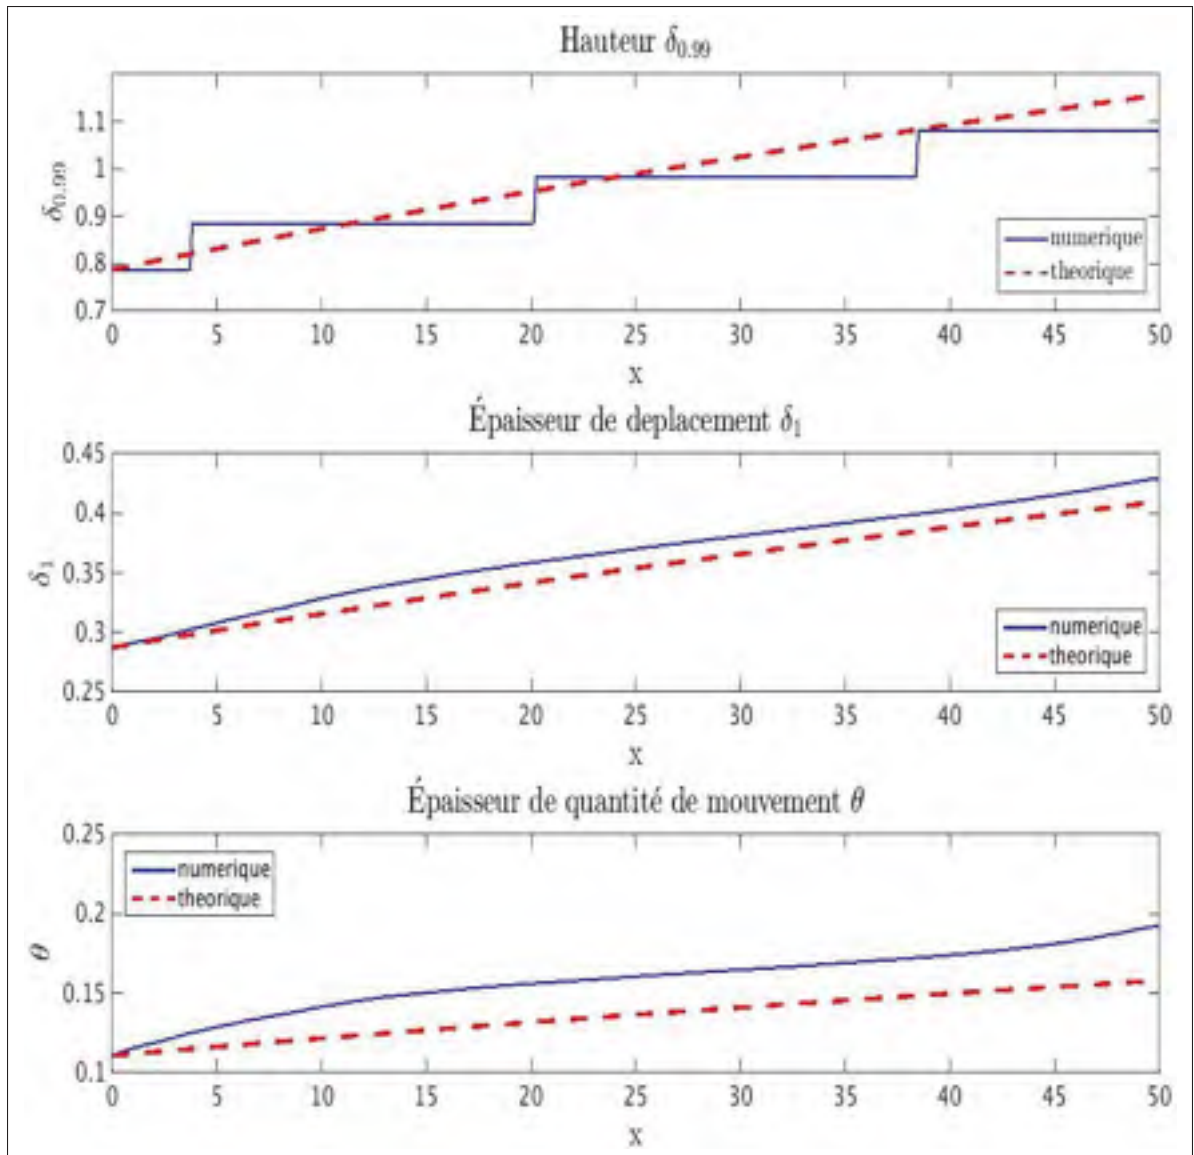 Hauteur δ0.99
δ0.99
1.1
1
0.9
0.8
0.7
numerique
theorique
0 5 10 15 20 25 30 35 40 45 50
x
Épaisseur de deplacement δ1
δ1
0.45
0.4
0.35
0.3
0.25
numerique
theorique
0 5 10 15 20 25 30 35 40 45 50
x
Épaisseur de quantité de mouvement θ
θ
0.25
0.2
0.15
0.1
numerique
theorique
0 5 10 15 20 25 30 35 40 45 50
x